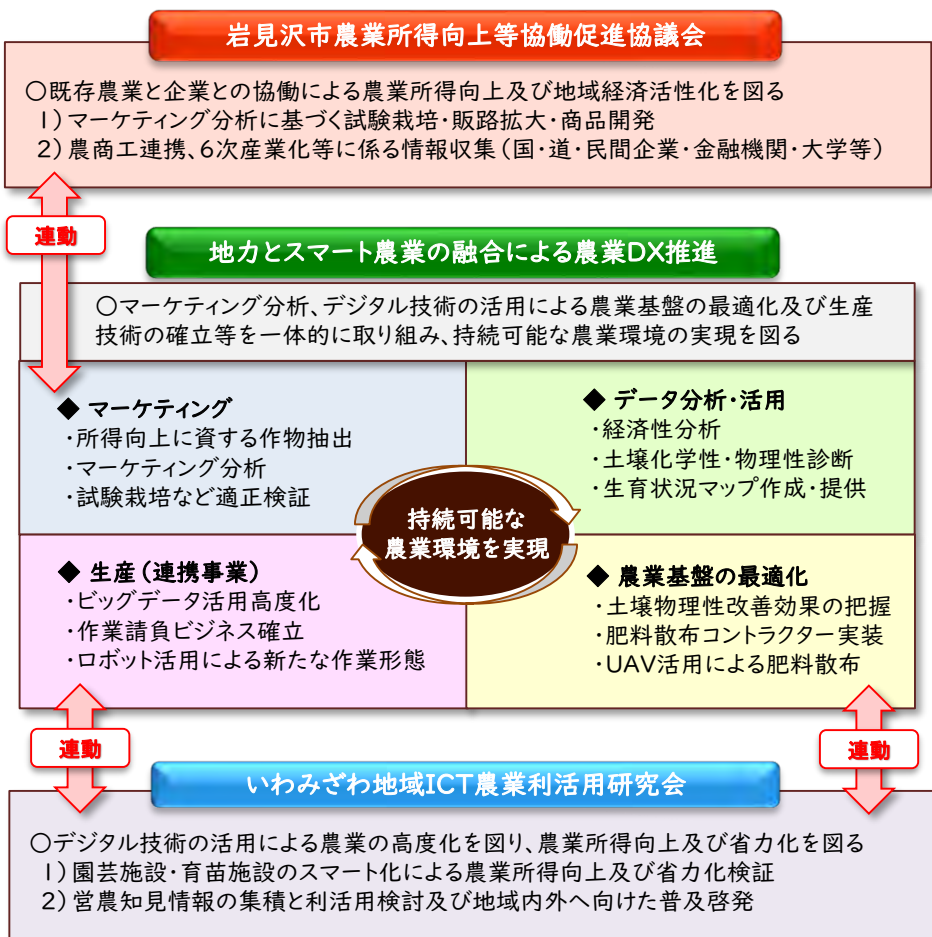 岩見沢市農業所得向上等協働促進協議会
○既存農業と企業との協働による農業所得向上及び地域経済活性化を図る
1)マーケティング分析に基づく試験栽培・販路拡大・商品開発
2)農商工連携、6次産業化等に係る情報収集(国・道・民間企業・金融機関・大学等)
連動
地力とスマート農業の融合による農業DX推進
○マーケティング分析、デジタル技術の活用による農業基盤の最適化及び生産
技術の確立等を一体的に取り組み、持続可能な農業環境の実現を図る
◆ マーケティング
・所得向上に資する作物抽出
・マーケティング分析
・試験栽培など適正検証
◆ データ分析・活用
・経済性分析
・土壌化学性・物理性診断
・生育状況マップ作成・提供
持続可能な
農業環境を実現
◆ 生産(連携事業)
・ビッグデータ活用高度化
・作業請負ビジネス確立
・ロボット活用による新たな作業形態
◆ 農業基盤の最適化
・土壌物理性改善効果の把握
・肥料散布コントラクター実装
・UAV活用による肥料散布
連動
連動
いわみざわ地域ICT農業利活用研究会
○デジタル技術の活用による農業の高度化を図り、農業所得向上及び省力化を図る
1)園芸施設・育苗施設のスマート化による農業所得向上及び省力化検証
2)営農知見情報の集積と利活用検討及び地域内外へ向けた普及啓発